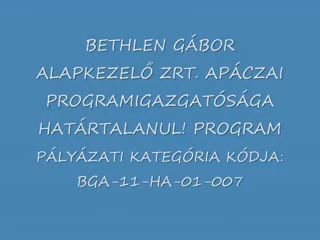 BETHLEN GÁBOR
ALAPKEZELŐ ZRT. APÁCZAI
PROGRAMIGAZGATÓSÁGA
HATÁRTALANUL! PROGRAM
PÁLYÁZATI KATEGÓRIA KÓDJA:
BGA-11-HA-01-007